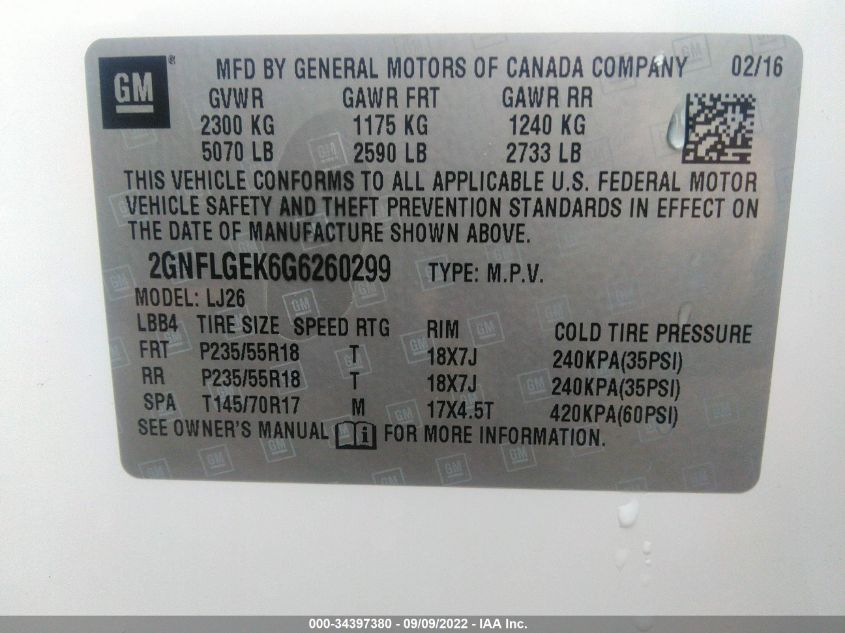 GM
MFD BY GENERAL MOTORS OF CANADA COMPANY 02/16
GVWR GAWR FRT GAWR RR
2300 KG 1175 KG 1240 KG
5070 LB 2590 LB 2733 LB
THIS VEHICLE CONFORMS TO ALL APPLICABLE U.S. FEDERAL MOTOR
VEHICLE SAFETY AND THEFT PREVENTION STANDARDS IN EFFECT ON
THE DATE OF MANUFACTURE SHOWN ABOVE.
2GNFLGEK6G6260299 TYPE: M.P.V.
MODEL: LJ26
LBB4 TIRE SIZE SPEED RTG RIM COLD TIRE PRESSURE
FRT P235/55R18 T 18X7J 240KPA(35PSI)
RR P235/55R18 T 18X7J 240KPA(35PSI)
SPA T145/70R17 M 17X4.5T 420KPA(60PSI)
SEE OWNER'S MANUAL FOR MORE INFORMATION.
000-34397380 - 09/09/2022 - IAA Inc.